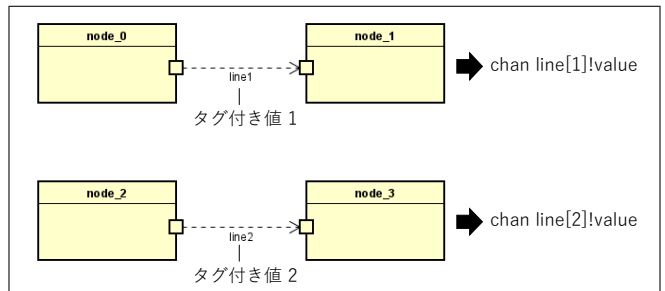 node_0
node_1
line1
chan line[1]!value
タグ付き値 1
node_2
node_3
line2
chan line[2]!value
タグ付き値 2